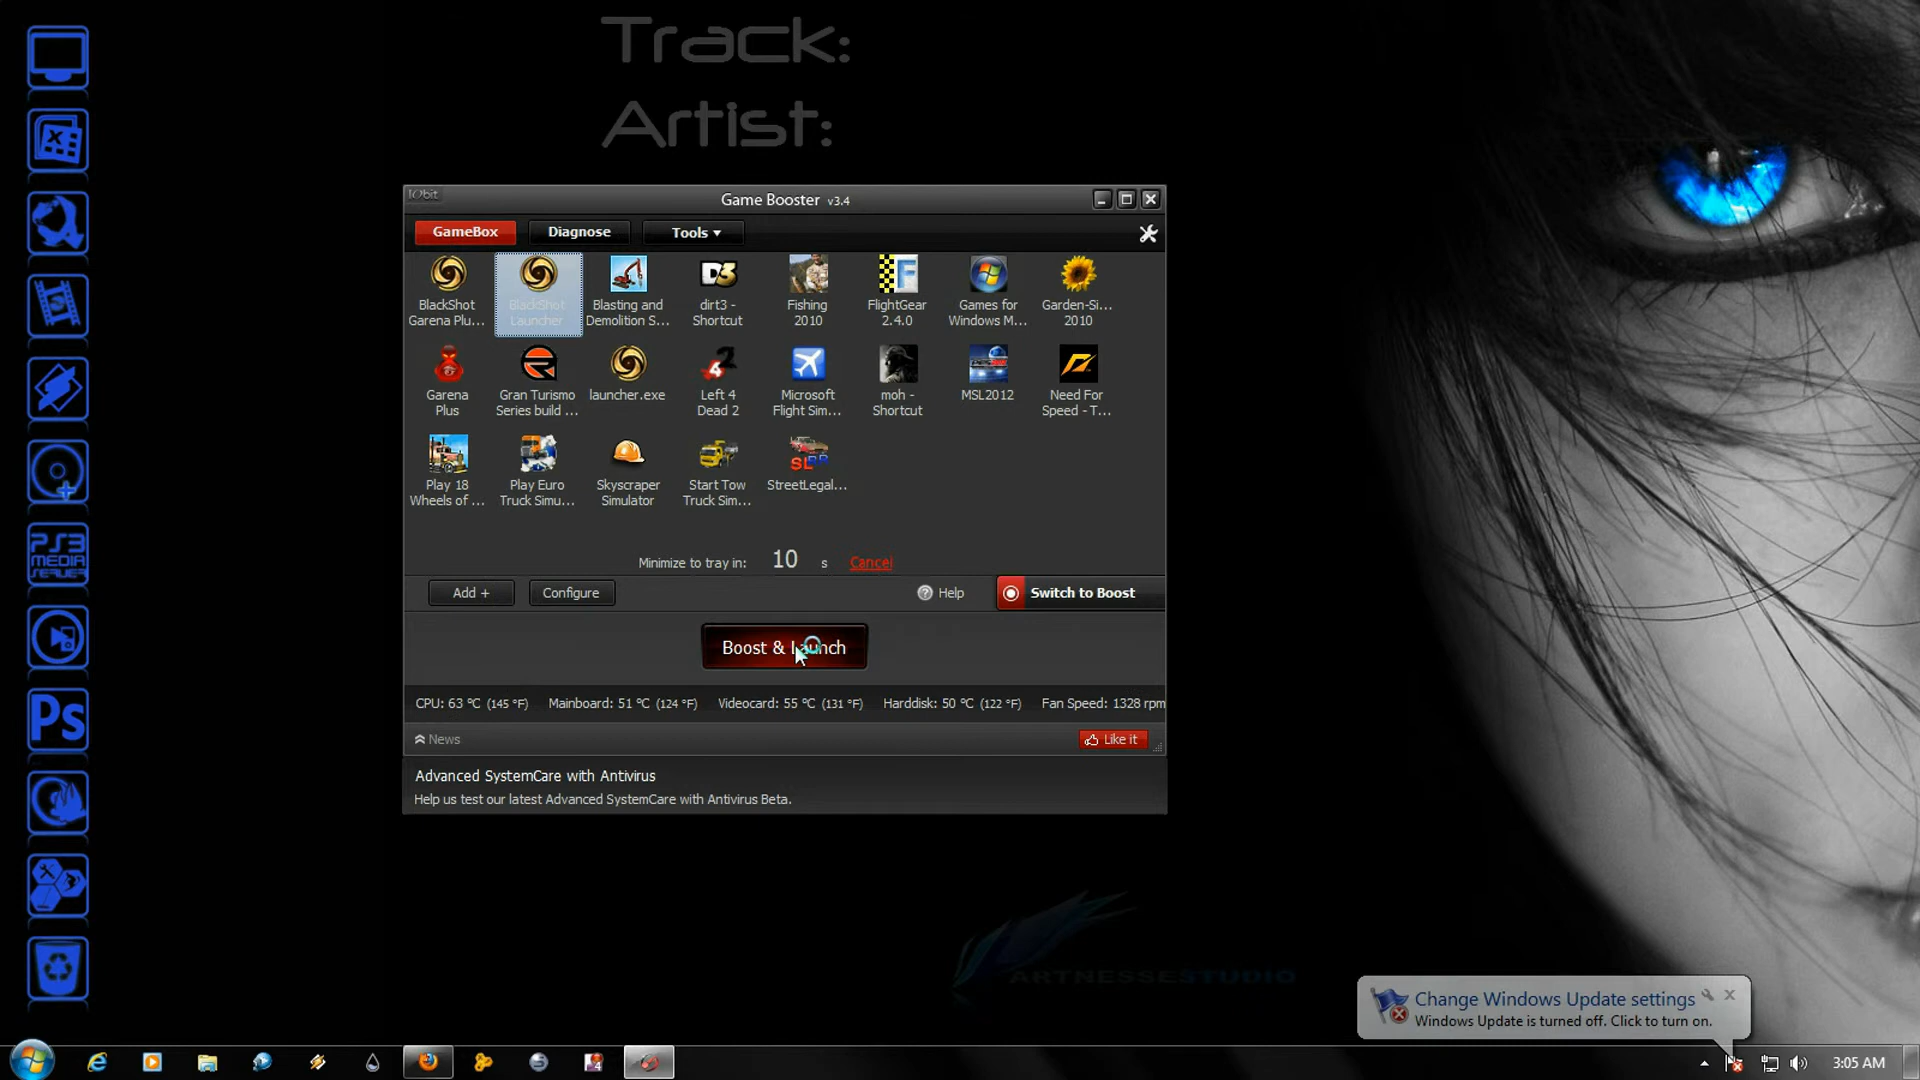 Track:
Artist:
IObit
Game Booster v3.4
GameBox
Diagnose
Tools
BlackShot
Garena Plu...
BlackShot
Launcher
Blasting and
Demolition S...
dirt3 -
Shortcut
Fishing
2010
FlightGear
2.4.0
Games for
Windows M...
Garden-Si...
2010
Garena
Plus
Gran Turismo
Series build ...
launcher.exe
Left 4
Dead 2
Microsoft
Flight Sim...
moh -
Shortcut
MSL2012
Need For
Speed - T...
Play 18
Wheels of ...
Play Euro
Truck Simu...
Skyscraper
Simulator
Start Tow
Truck Sim...
StreetLegal...
Minimize to tray in: 10 s Cancel
Add +
Configure
Help
Switch to Boost
Boost & Launch
CPU: 63 °C (145 °F) Mainboard: 51 °C (124 °F) Videocard: 55 °C (131 °F) Harddisk: 50 °C (122 °F) Fan Speed: 1328 rpm
News
Like it
Advanced SystemCare with Antivirus
Help us test our latest Advanced SystemCare with Antivirus Beta.
PS3
MEDIA
SERVER
Ps
ARTNESSESTUDIO
Change Windows Update settings
Windows Update is turned off. Click to turn on.
3:05 AM